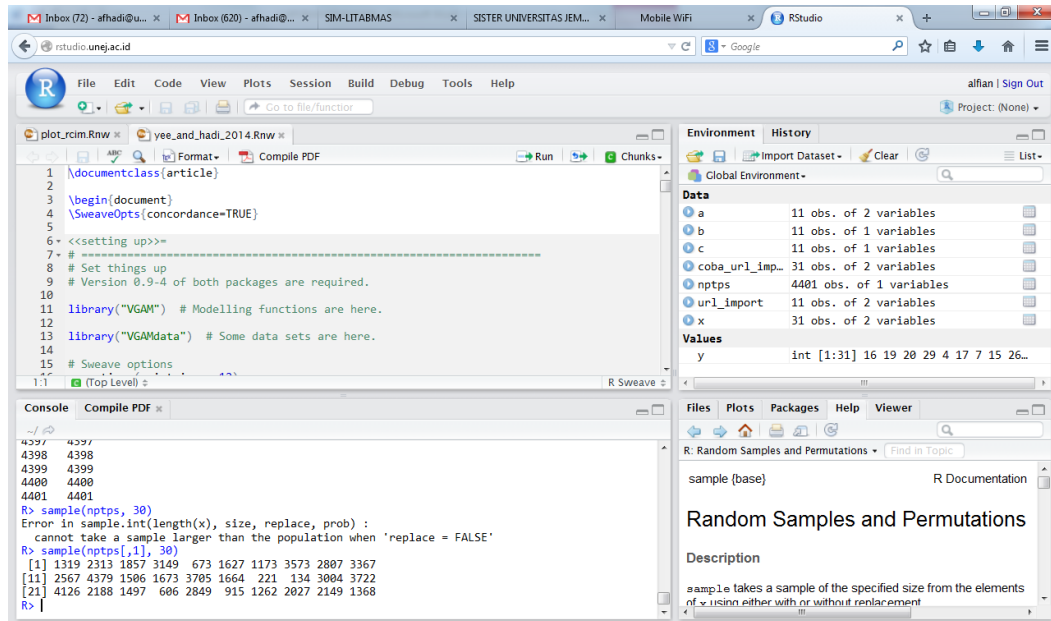 Inbox (72) - afhadi@u...
Inbox (620) - afhadi@...
SIM-LITABMAS
SISTER UNIVERSITAS JEM...
Mobile WiFi
RStudio
rstudio.unej.ac.id
Google
File Edit Code View Plots Session Build Debug Tools Help
alfian | Sign Out
Go to file/function
Project: (None)
plot_rcim.Rnw
yee_and_hadi_2014.Rnw
ABC
Format
Compile PDF
Run
Chunks
1 \documentclass{article}
2
3 \begin{document}
4 \SweaveOpts{concordance=TRUE}
5
6 <<setting up>>=
7 # ======================================================================
8 # Set things up
9 # Version 0.9-4 of both packages are required.
10
11 library("VGAM") # Modelling functions are here.
12
13 library("VGAMdata") # Some data sets are here.
14
15 # Sweave options
1:1 (Top Level) R Sweave
Console Compile PDF
~/
4397 4397
4398 4398
4399 4399
4400 4400
4401 4401
R> sample(nptps, 30)
Error in sample.int(length(x), size, replace, prob) :
cannot take a sample larger than the population when 'replace = FALSE'
R> sample(nptps[,1], 30)
[1] 1319 2313 1857 3149 673 1627 1173 3573 2807 3367
[11] 2567 4379 1506 1673 3705 1664 221 134 3004 3722
[21] 4126 2188 1497 606 2849 915 1262 2027 2149 1368
R>
Environment History
Import Dataset Clear List
Global Environment
Data
a 11 obs. of 2 variables
b 11 obs. of 1 variables
c 11 obs. of 1 variables
coba_url_imp… 31 obs. of 2 variables
nptps 4401 obs. of 1 variables
url_import 11 obs. of 2 variables
x 31 obs. of 2 variables
Values
y int [1:31] 16 19 20 29 4 17 7 15 26…
Files Plots Packages Help Viewer
R: Random Samples and Permutations
Find in Topic
sample {base} R Documentation
Random Samples and Permutations
Description
sample takes a sample of the specified size from the elements
of x using either with or without replacement